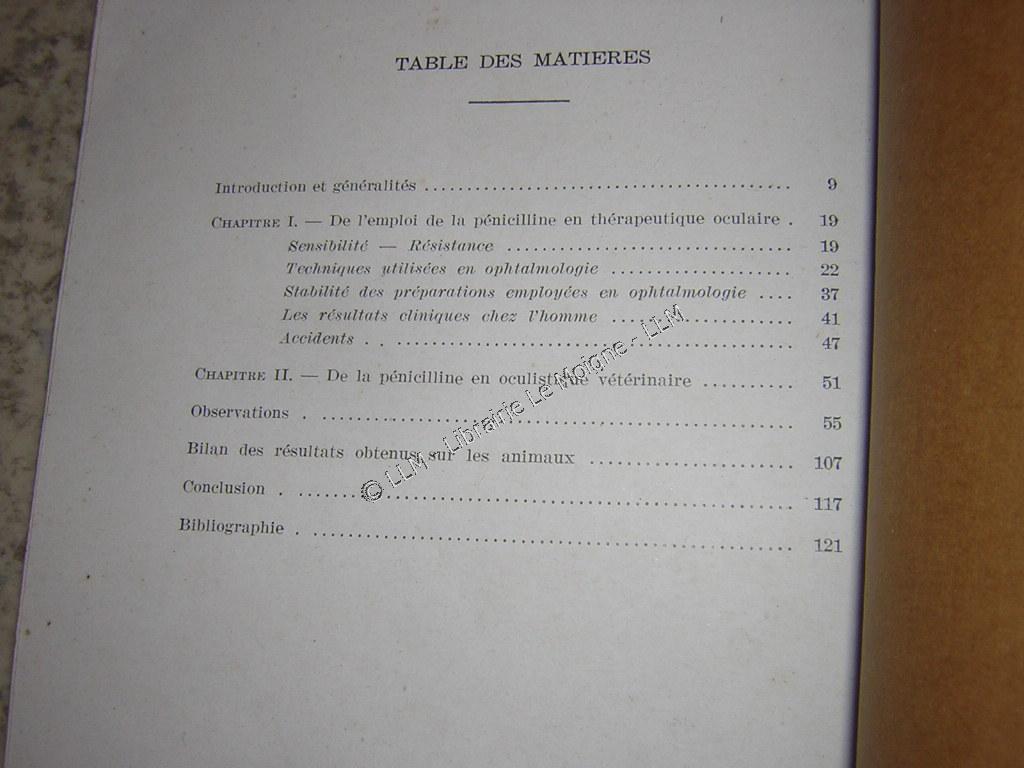 TABLE DES MATIERES
Introduction et généralités ........................................ 9
CHAPITRE I. — De l'emploi de la pénicilline en thérapeutique oculaire . 19
Sensibilité — Résistance ................................ 19
Techniques utilisées en ophtalmologie .................... 22
Stabilité des préparations employées en ophtalmologie .... 37
Les résultats cliniques chez l'homme .................... 41
Accidents . . ............................................ 47
CHAPITRE II. — De la pénicilline en oculistique vétérinaire .......... 51
Observations . .................................................... 55
Bilan des résultats obtenus sur les animaux ...................... 107
Conclusion . ...................................................... 117
Bibliographie . .................................................... 121
© LLM - Librairie Le Moigne - LLM